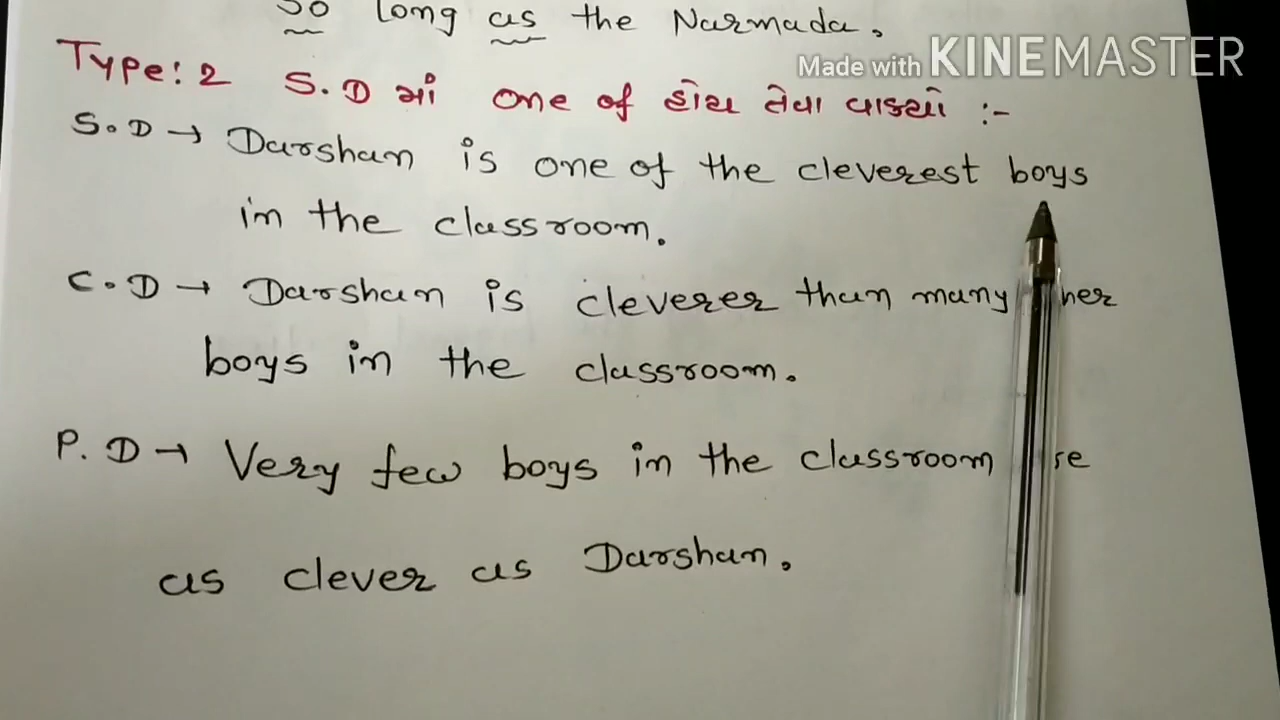 So long as the Narmada.
Made with KINEMASTER
Type: 2 S.D માં one of હોય તેવા વાક્યો :-
S.D → Darshan is one of the cleverest boys
in the classroom.
C.D → Darshan is cleverer than many her
boys in the classroom.
P.D → Very few boys in the classroom re
as clever as Darshan.